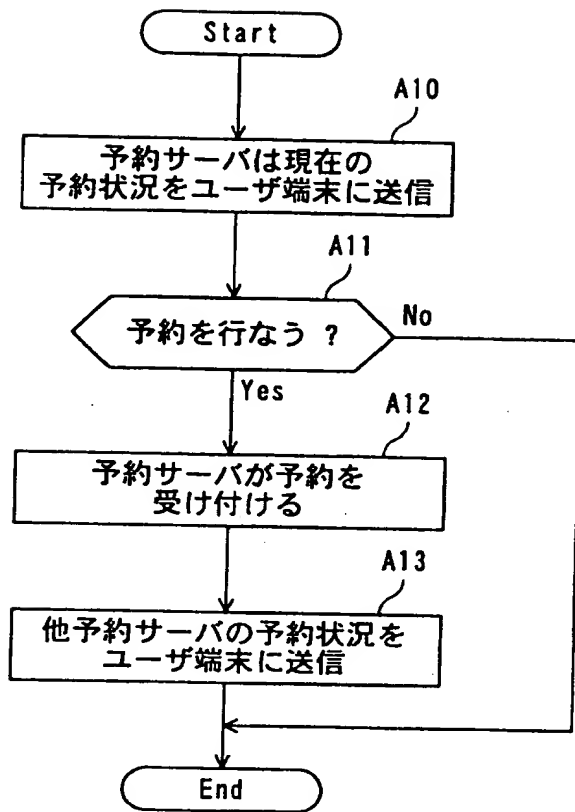 Start
A10
予約サーバは現在の
予約状況をユーザ端末に送信
A11
予約を行なう ?
No
Yes
A12
予約サーバが予約を
受け付ける
A13
他予約サーバの予約状況を
ユーザ端末に送信
End